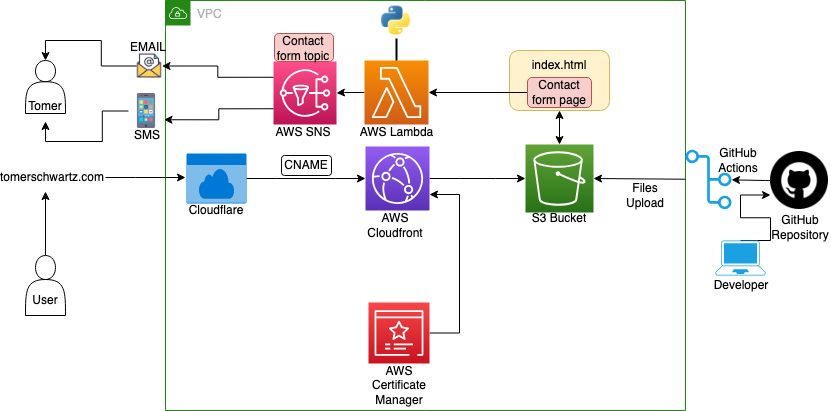 VPC
EMAIL
Contact
form topic
index.html
Contact
form page
Tomer
SMS
AWS SNS
AWS Lambda
GitHub
Actions
CNAME
tomerschwartz.com
Files
Upload
Cloudflare
AWS
Cloudfront
S3 Bucket
GitHub
Repository
User
Developer
AWS
Certificate
Manager